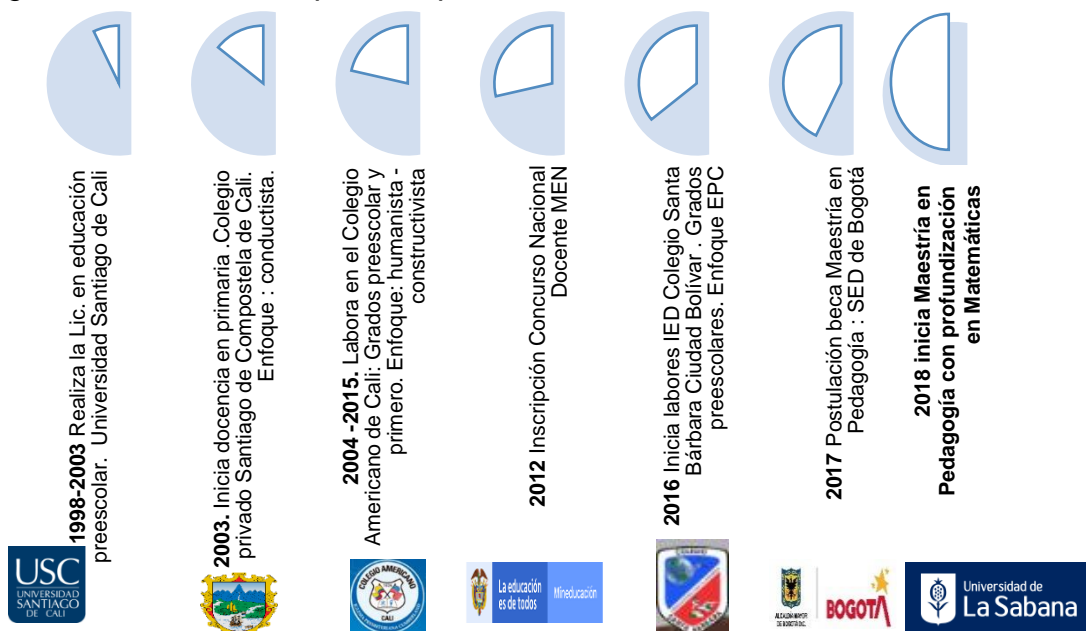 1998-2003 Realiza la Lic. en educación
preescolar. Universidad Santiago de Cali
2003. Inicia docencia en primaria .Colegio
privado Santiago de Compostela de Cali.
Enfoque : conductista.
2004 -2015. Labora en el Colegio
Americano de Cali: Grados preescolar y
primero. Enfoque: humanista -
constructivista
2012 Inscripción Concurso Nacional
Docente MEN
2016 Inicia labores IED Colegio Santa
Bárbara Ciudad Bolívar . Grados
preescolares. Enfoque EPC
2017 Postulación beca Maestría en
Pedagogía : SED de Bogotá
2018 inicia Maestría en
Pedagogía con profundización
en Matemáticas
USC
UNIVERSIDAD
SANTIAGO
DE CALI
COLEGIO AMERICANO
CALI
La educación
es de todos
Mineducación
COLEGIO
SANTA BARBARA
ALCALDIA MAYOR
DE BOGOTÁ D.C.
BOGOTÁ
Universidad de
La Sabana